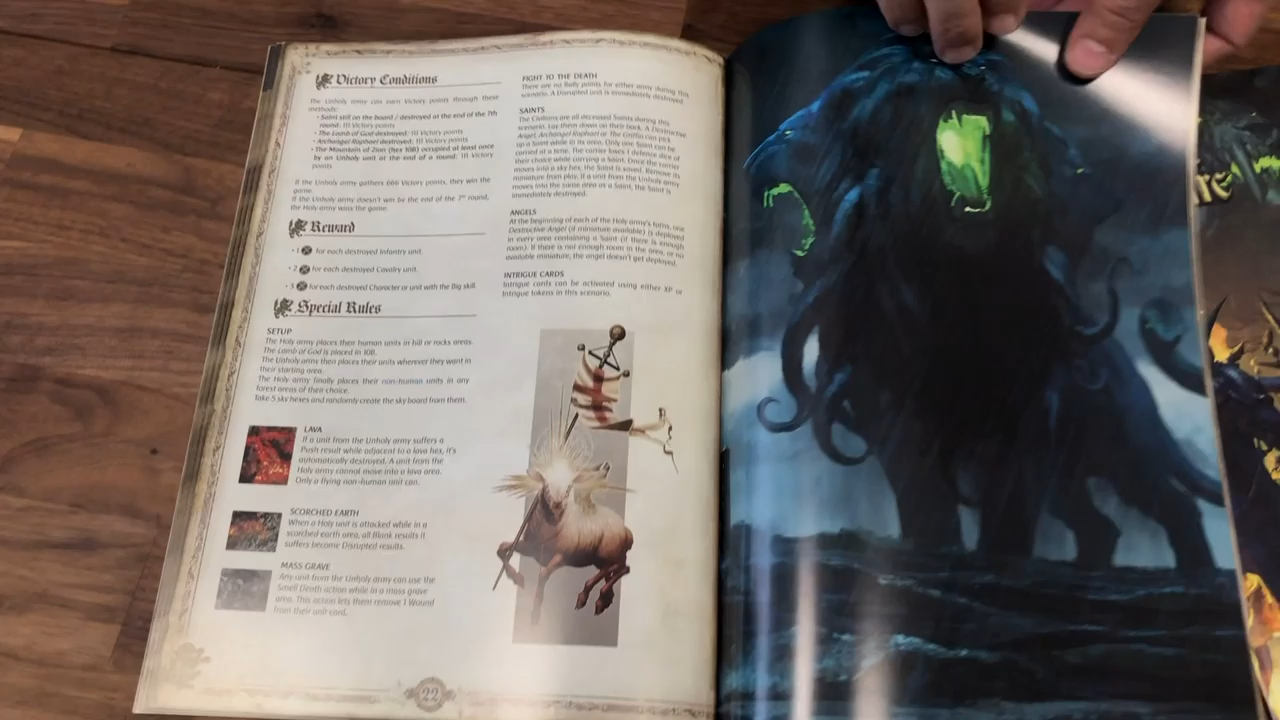 Victory Conditions
The Unholy army can earn Victory points through these
methods:
• Saint still on the board / destroyed at the end of the 7th
round: 111 Victory points
• The Lamb of God destroyed: 111 Victory points
• Archangel Raphael destroyed: 111 Victory points
• The Mountain of Zion (hex 10B) occupied at least once
by an Unholy unit at the end of a round: 111 Victory
points
If the Unholy army gathers 666 Victory points, they win the
game.
If the Unholy army doesn't win by the end of the 7th round,
the Holy army wins the game.
Reward
• 1 for each destroyed Infantry unit.
• 2 for each destroyed Cavalry unit.
• 3 for each destroyed Character or unit with the Big skill.
Special Rules
SETUP
The Holy army places their human units in hill or rocks areas.
The Lamb of God is placed in 10B.
The Unholy army then places their units wherever they want in
their starting area.
The Holy army finally places their non-human units in any
forest areas of their choice.
Take 5 sky hexes and randomly create the sky board from them.
LAVA
If a unit from the Unholy army suffers a
Push result while adjacent to a lava hex, it's
automatically destroyed. A unit from the
Holy army cannot move into a lava area.
Only a flying non-human unit can.
SCORCHED EARTH
When a Holy unit is attacked while in a
scorched earth area, all Blank results it
suffers become Disrupted results.
MASS GRAVE
Any unit from the Unholy army can use the
Smell Death action while in a mass grave
area. This action lets them remove 1 Wound
from their unit card.
FIGHT TO THE DEATH
There are no Rally points for either army during this
scenario. A Disrupted unit is immediately destroyed.
SAINTS
The Civilians are all deceased Saints during this
scenario. Lay them down on their back. A Destructive
Angel, Archangel Raphael or The Griffin can pick
up a Saint while in its area. Only one Saint can be
carried at a time. The carrier loses 1 defence dice of
their choice while carrying a Saint. Once the carrier
moves into a sky hex, the Saint is saved. Remove its
miniature from play. If a unit from the Unholy army
moves into the same area as a Saint, the Saint is
immediately destroyed.
ANGELS
At the beginning of each of the Holy army's turns, one
Destructive Angel (if miniature available) is deployed
in every area containing a Saint (if there is enough
room). If there is not enough room in the area, or no
available miniature, the angel doesn't get deployed.
INTRIGUE CARDS
Intrigue cards can be activated using either XP or
Intrigue tokens in this scenario.
22